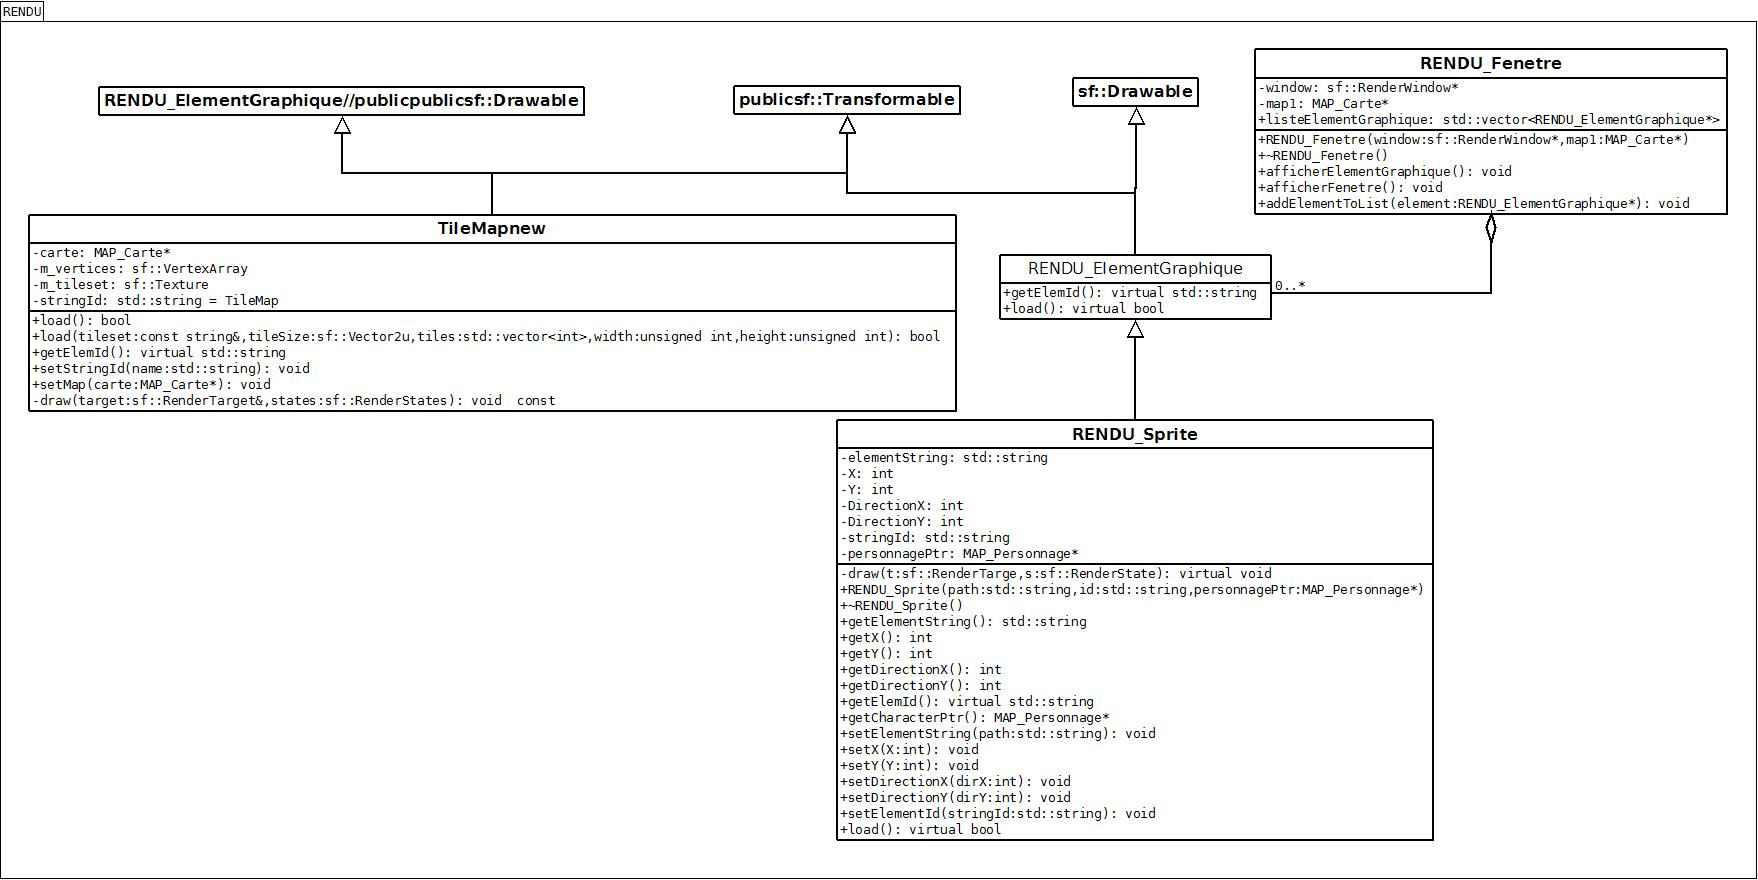 RENDU
RENDU_ElementGraphique//publicpublicsf::Drawable
publicsf::Transformable
sf::Drawable
RENDU_Fenetre
-window: sf::RenderWindow*
-map1: MAP_Carte*
+listeElementGraphique: std::vector<RENDU_ElementGraphique*>
+RENDU_Fenetre(window:sf::RenderWindow*,map1:MAP_Carte*)
+~RENDU_Fenetre()
+afficherElementGraphique(): void
+afficherFenetre(): void
+addElementToList(element:RENDU_ElementGraphique*): void
TileMapnew
-carte: MAP_Carte*
-m_vertices: sf::VertexArray
-m_tileset: sf::Texture
-stringId: std::string = TileMap
+load(): bool
+load(tileset:const string&,tileSize:sf::Vector2u,tiles:std::vector<int>,width:unsigned int,height:unsigned int): bool
+getElemId(): virtual std::string
+setStringId(name:std::string): void
+setMap(carte:MAP_Carte*): void
-draw(target:sf::RenderTarget&,states:sf::RenderStates): void  const
RENDU_ElementGraphique
+getElemId(): virtual std::string
+load(): virtual bool
0..*
RENDU_Sprite
-elementString: std::string
-X: int
-Y: int
-DirectionX: int
-DirectionY: int
-stringId: std::string
-personnagePtr: MAP_Personnage*
-draw(t:sf::RenderTarge,s:sf::RenderState): virtual void
+RENDU_Sprite(path:std::string,id:std::string,personnagePtr:MAP_Personnage*)
+~RENDU_Sprite()
+getElementString(): std::string
+getX(): int
+getY(): int
+getDirectionX(): int
+getDirectionY(): int
+getElemId(): virtual std::string
+getCharacterPtr(): MAP_Personnage*
+setElementString(path:std::string): void
+setX(X:int): void
+setY(Y:int): void
+setDirectionX(dirX:int): void
+setDirectionY(dirY:int): void
+setElementId(stringId:std::string): void
+load(): virtual bool